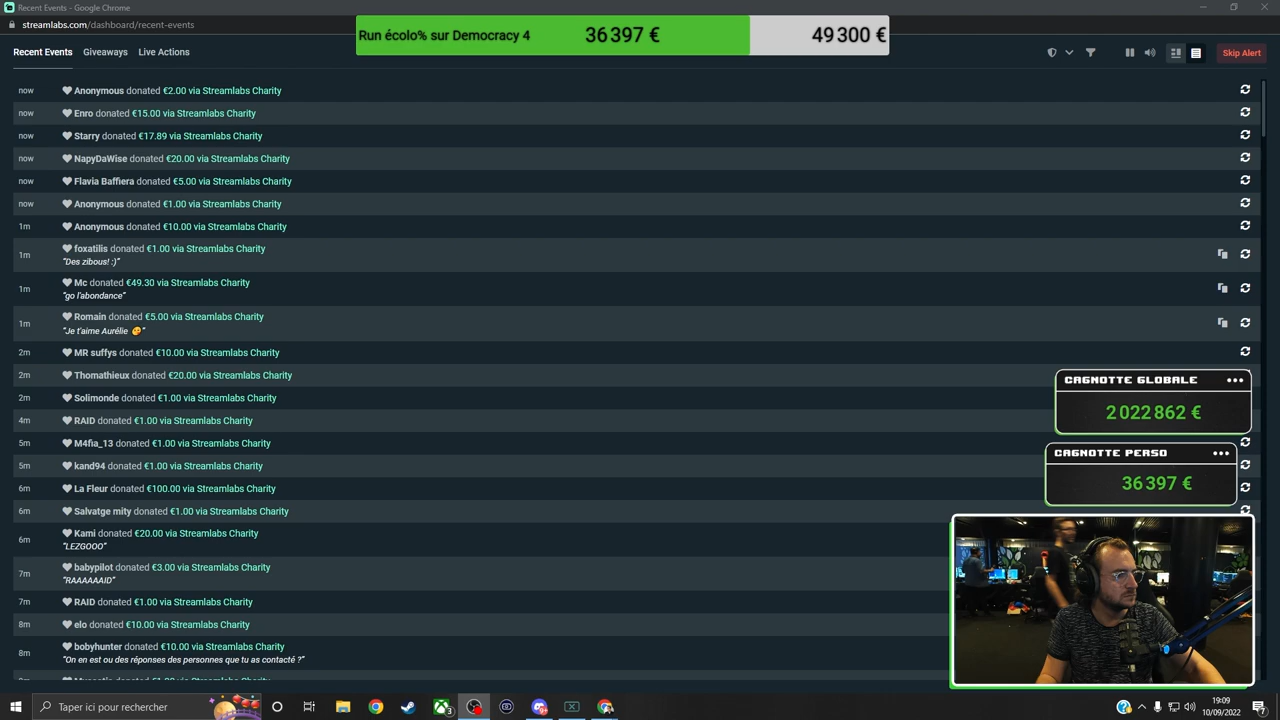 Recent Events - Google Chrome
streamlabs.com/dashboard/recent-events
Run écolo% sur Democracy 4 36 397 € 49 300 €
Recent Events Giveaways Live Actions Skip Alert
now Anonymous donated €2.00 via Streamlabs Charity
now Enro donated €15.00 via Streamlabs Charity
now Starry donated €17.89 via Streamlabs Charity
now NapyDaWise donated €20.00 via Streamlabs Charity
now Flavia Baffiera donated €5.00 via Streamlabs Charity
now Anonymous donated €1.00 via Streamlabs Charity
1m Anonymous donated €10.00 via Streamlabs Charity
1m foxatilis donated €1.00 via Streamlabs Charity
"Des zibous! :)"
1m Mc donated €49.30 via Streamlabs Charity
"go l'abondance"
1m Romain donated €5.00 via Streamlabs Charity
"Je t'aime Aurélie 😘"
2m MR suffys donated €10.00 via Streamlabs Charity
2m Thomathieux donated €20.00 via Streamlabs Charity
2m Solimonde donated €1.00 via Streamlabs Charity
4m RAID donated €1.00 via Streamlabs Charity
5m M4fia_13 donated €1.00 via Streamlabs Charity
5m kand94 donated €1.00 via Streamlabs Charity
6m La Fleur donated €100.00 via Streamlabs Charity
6m Salvatge mity donated €1.00 via Streamlabs Charity
6m Kami donated €20.00 via Streamlabs Charity
"LEZGOOO"
7m babypilot donated €3.00 via Streamlabs Charity
"RAAAAAAID"
7m RAID donated €1.00 via Streamlabs Charity
8m elo donated €10.00 via Streamlabs Charity
8m bobyhunter donated €10.00 via Streamlabs Charity
"On en est ou des réponses des personnes que tu as contacté ?"
CAGNOTTE GLOBALE
2 022 862 €
CAGNOTTE PERSO
36 397 €
Taper ici pour rechercher
19:09
10/09/2022